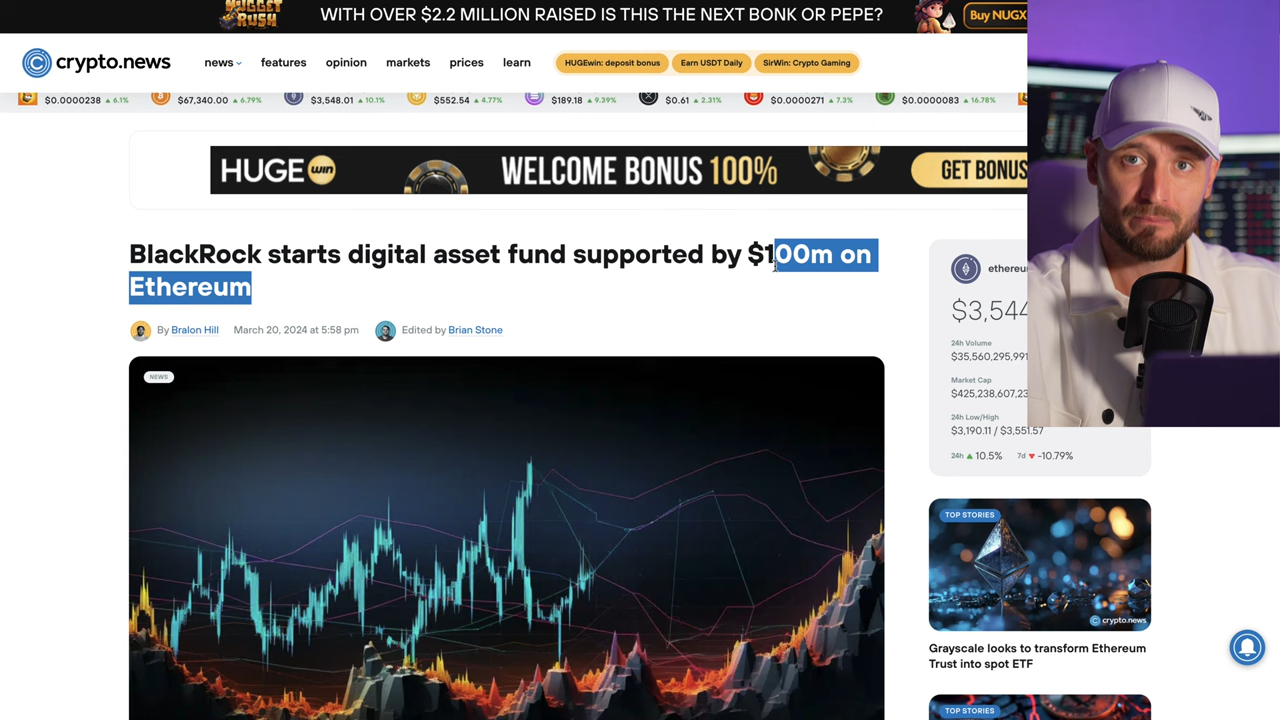 NUGGET RUSH
WITH OVER $2.2 MILLION RAISED IS THIS THE NEXT BONK OR PEPE?
Buy NUGX
crypto.news
news features opinion markets prices learn
HUGEwin: deposit bonus Earn USDT Daily SirWin: Crypto Gaming
$0.0000238 ▲ 6.1% $67,340.00 ▲ 6.79% $3,548.01 ▲ 10.1% $552.54 ▲ 4.77% $189.18 ▲ 9.39% $0.61 ▲ 2.31% $0.0000271 ▲ 7.3% $0.0000083 ▲ 16.78%
HUGE win WELCOME BONUS 100% GET BONUS
BlackRock starts digital asset fund supported by $100m on
Ethereum
By Bralon Hill March 20, 2024 at 5:58 pm Edited by Brian Stone
NEWS
$3,544
24h Volume
$35,560,295,991
Market Cap
$425,238,607,23
24h Low/High
$3,190.11 / $3,551.57
24h ▲ 10.5% 7d ▼ -10.79%
TOP STORIES
crypto.news
Grayscale looks to transform Ethereum
Trust into spot ETF
TOP STORIES